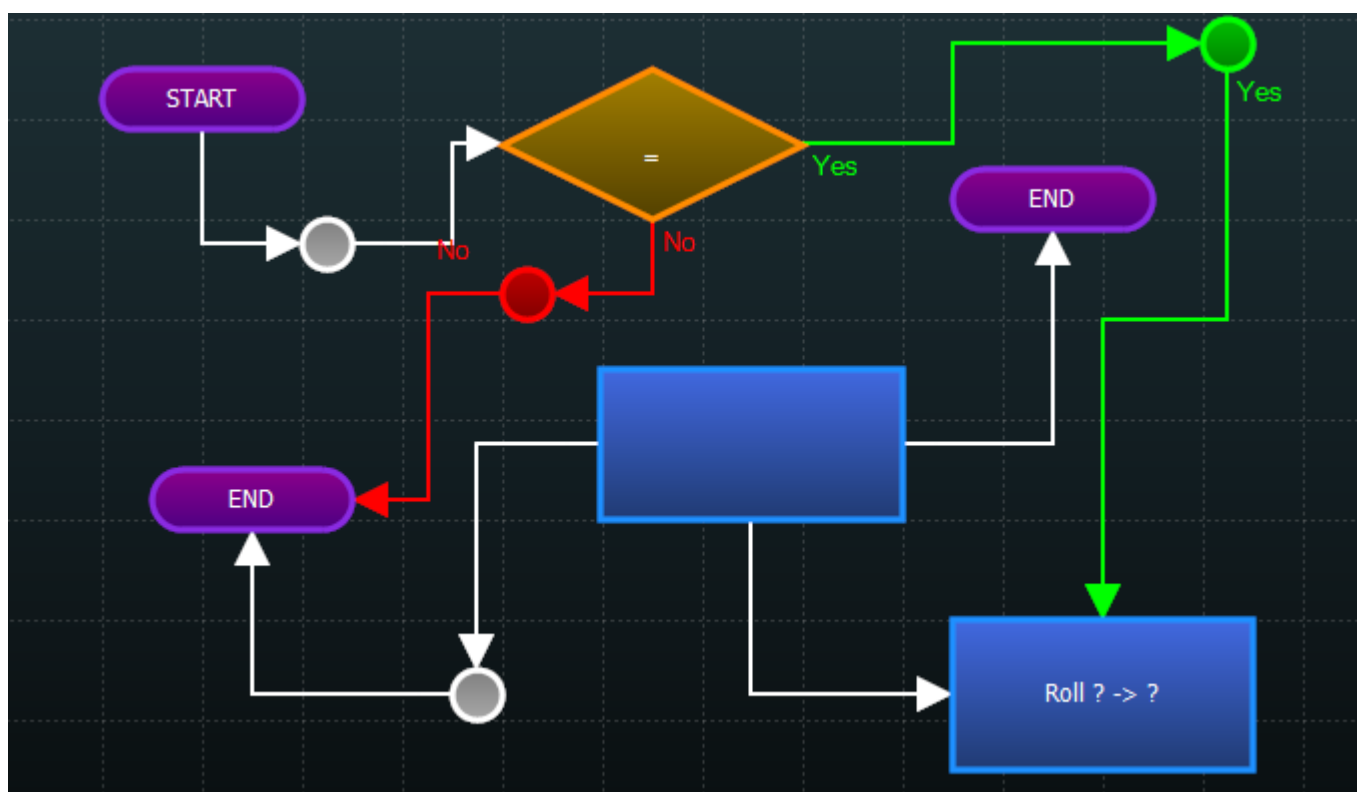 START
=
Yes
Yes
END
No
No
END
Roll ? -> ?